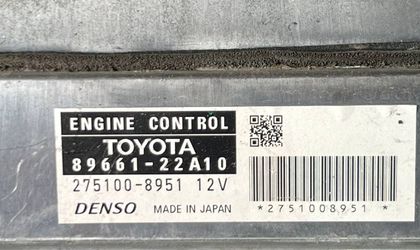 ENGINE CONTROL
TOYOTA
89661-22A10
275100-8951 12V
DENSO MADE IN JAPAN
*2751008951*